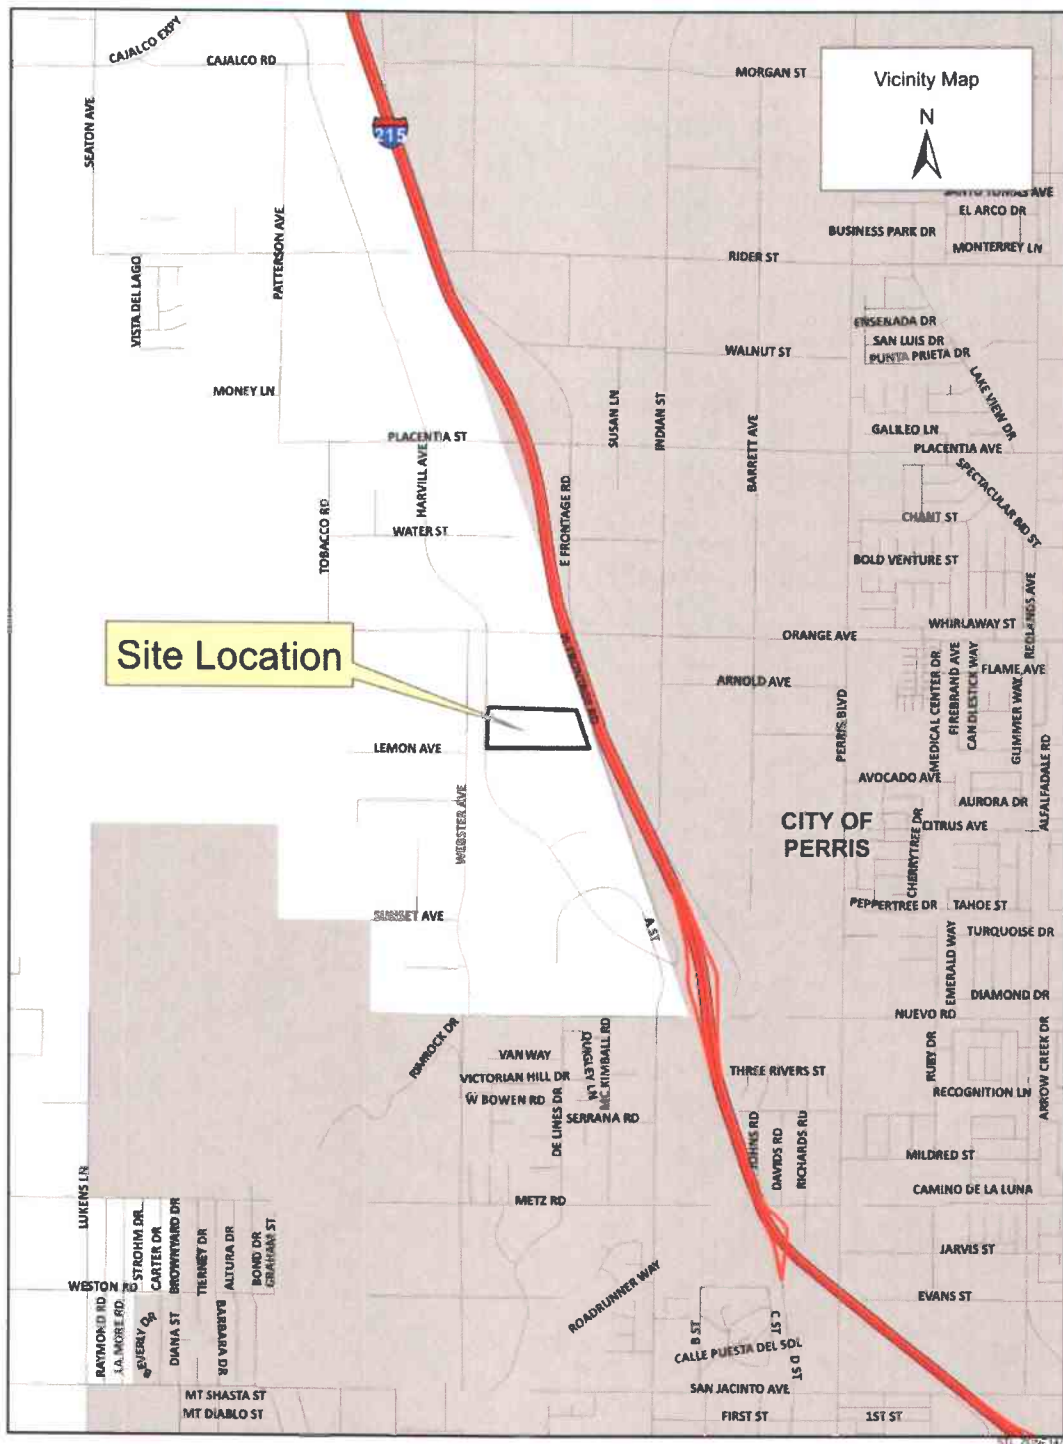 CAJALCO EXPY
CAJALCO RD
MORGAN ST
Vicinity Map
N
215
SEATON AVE
SANTO TOMAS AVE
EL ARCO DR
BUSINESS PARK DR
MONTERREY LN
PATTERSON AVE
RIDER ST
VISTA DEL LAGO
ENSENADA DR
SAN LUIS DR
PUNTA PRIETA DR
WALNUT ST
LAKE VIEW DR
MONEY LN
SUSAN LN
INDIAN ST
BARRETT AVE
GALILEO LN
PLACENTIA AVE
PLACENTIA ST
HARVILL AVE
SPECTACULAR BID ST
TOBACCO RD
WATER ST
E FRONTAGE RD
CHANT ST
BOLD VENTURE ST
REDLANDS AVE
WHIRLAWAY ST
ORANGE AVE
Site Location
W FRONTAGE RD
ARNOLD AVE
PERRIS BLVD
MEDICAL CENTER DR
FIREBRAND AVE
CANDLESTICK WAY
FLAME AVE
GLIMMER WAY
LEMON AVE
AVOCADO AVE
ALFALFADALE RD
WEBSTER AVE
AURORA DR
CITY OF
PERRIS
CHERRYTREE DR
CITRUS AVE
SUNSET AVE
A ST
PEPPERTREE DR
TAHOE ST
TURQUOISE DR
EMERALD WAY
DIAMOND DR
NUEVO RD
RIMROCK DR
VAN WAY
QUIGLEY LN
MC KIMBALL RD
VICTORIAN HILL DR
W BOWEN RD
DE LINES DR
SERRANA RD
THREE RIVERS ST
RUBY DR
RECOGNITION LN
ARROW CREEK DR
JOHNS RD
DAVIDS RD
RICHARDS RD
MILDRED ST
CAMINO DE LA LUNA
LUKENS LN
METZ RD
STROHM DR
CARTER DR
BROWNYARD DR
TIERNEY DR
ALTURA DR
BOND DR
GRAHAM ST
JARVIS ST
WESTON RD
EVANS ST
ROADRUNNER WAY
RAYMOND RD
LA MORE RD
BEVERLY DR
DIANA ST
BARBARA DR
B ST
C ST
D ST
CALLE PUESTA DEL SOL
MT SHASTA ST
SAN JACINTO AVE
MT DIABLO ST
FIRST ST
1ST ST